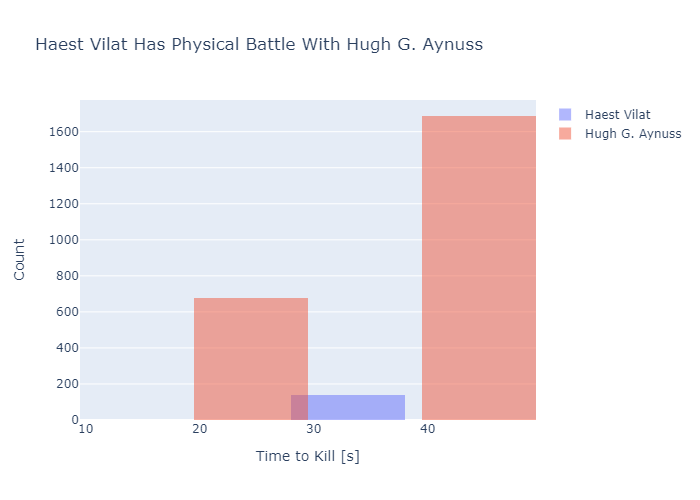 Haest Vilat Has Physical Battle With Hugh G. Aynuss
Haest Vilat
Hugh G. Aynuss
1600
1400
1200
1000
800
600
400
200
0
10
20
30
40
Count
Time to Kill [s]